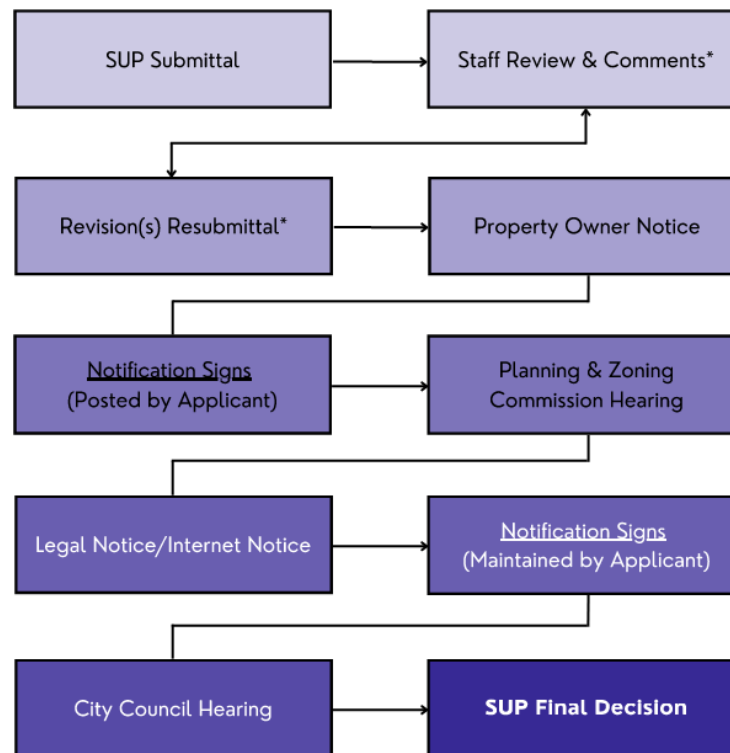 SUP Submittal
Staff Review & Comments*
Revision(s) Resubmittal*
Property Owner Notice
Notification Signs
(Posted by Applicant)
Planning & Zoning
Commission Hearing
Legal Notice/Internet Notice
Notification Signs
(Maintained by Applicant)
City Council Hearing
SUP Final Decision